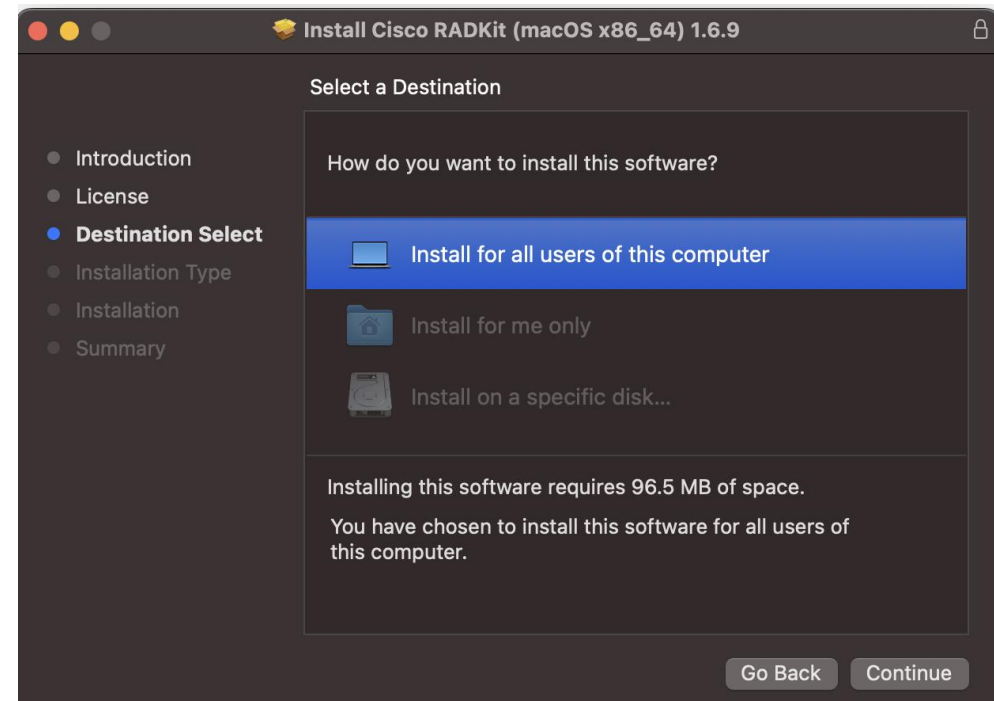 Install Cisco RADKit (macOS x86_64) 1.6.9
Select a Destination
Introduction
License
Destination Select
Installation Type
Installation
Summary
How do you want to install this software?
Install for all users of this computer
Install for me only
Install on a specific disk...
Installing this software requires 96.5 MB of space.
You have chosen to install this software for all users of
this computer.
Go Back
Continue